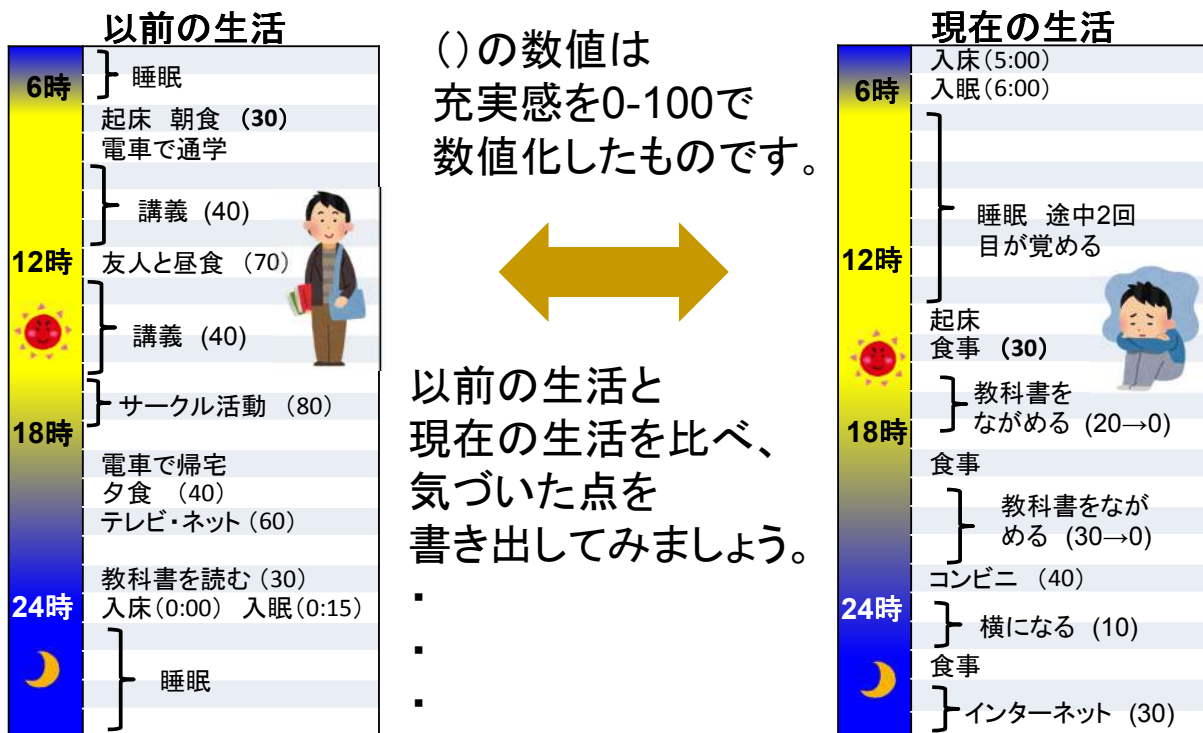 以前の生活
睡眠
6時
起床 朝食 (30)
電車で通学
講義 (40)
12時
友人と昼食 (70)
講義 (40)
サークル活動 (80)
18時
電車で帰宅
夕食 (40)
テレビ・ネット (60)
教科書を読む (30)
24時
入床(0:00) 入眠(0:15)
睡眠
()の数値は
充実感を0-100で
数値化したものです。
以前の生活と
現在の生活を比べ、
気づいた点を
書き出してみましょう。
・
・
・
現在の生活
入床(5:00)
6時
入眠(6:00)
睡眠 途中2回
目が覚める
12時
起床
食事 (30)
教科書を
ながめる (20→0)
18時
食事
教科書をなが
める (30→0)
コンビニ (40)
24時
横になる (10)
食事
インターネット (30)